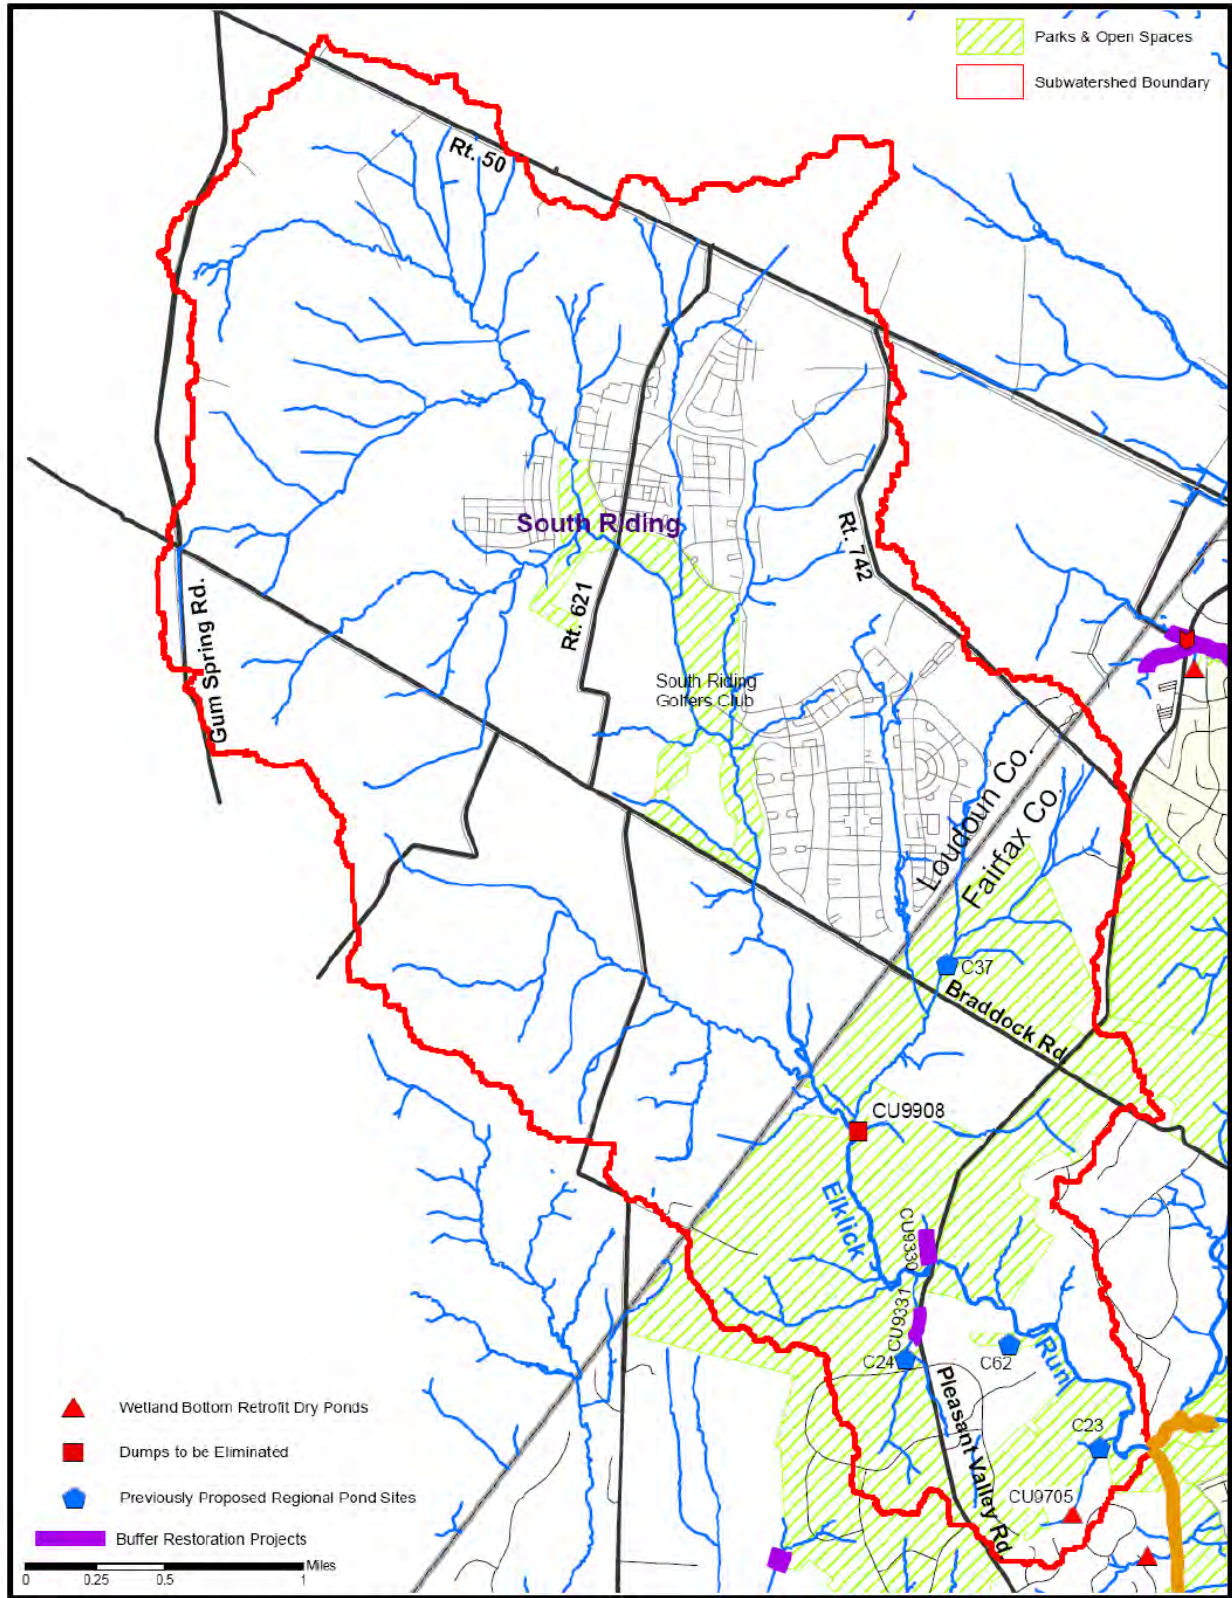 Parks & Open Spaces
Subwatershed Boundary
Rt. 50
South Riding
Rt. 742
Gum Spring Rd.
Rt. 621
South Riding
Golfers Club
Loudoun Co.
Fairfax Co.
C37
Braddock Rd
CU9908
Elklick
CU9330
CU9331
C24
C62
Run
Pleasant Valley Rd
C23
CU9705
Wetland Bottom Retrofit Dry Ponds
Dumps to be Eliminated
Previously Proposed Regional Pond Sites
Buffer Restoration Projects
Miles
0 0.25 0.5 1